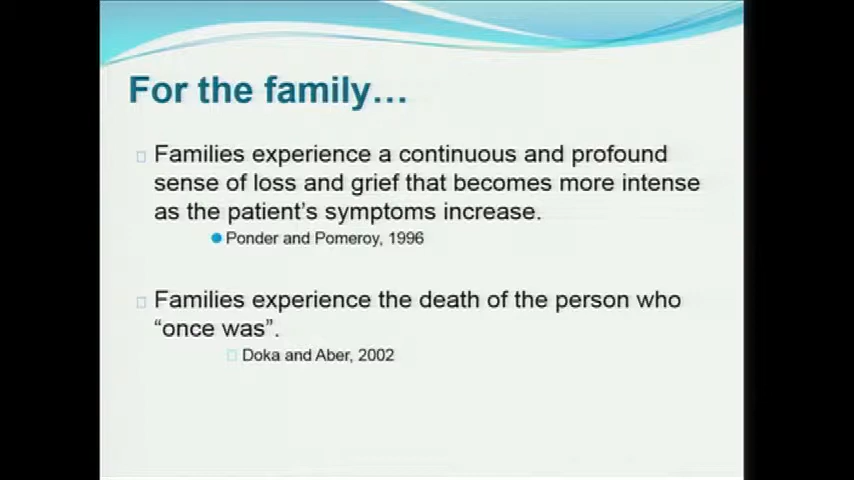 For the family…
Families experience a continuous and profound
sense of loss and grief that becomes more intense
as the patient’s symptoms increase.
Ponder and Pomeroy, 1996
Families experience the death of the person who
“once was”.
Doka and Aber, 2002